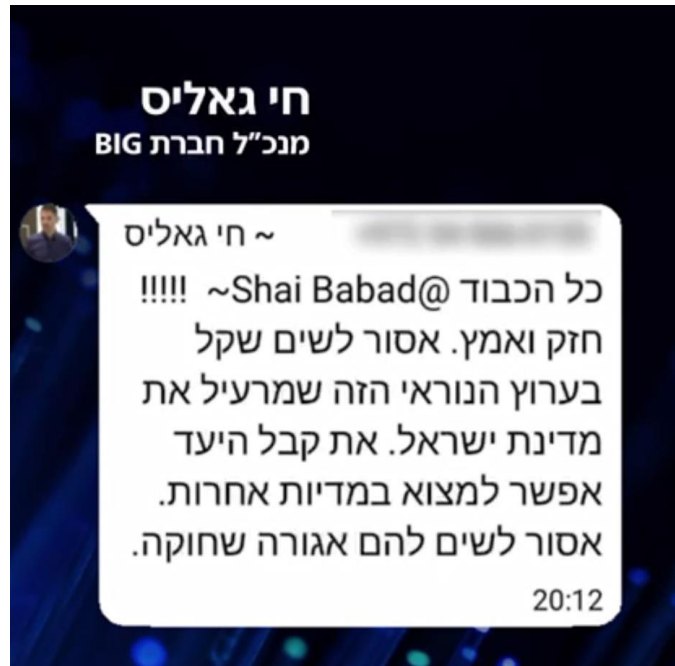 חי גאליס
מנכ"ל חברת BIG
~ חי גאליס
כל הכבוד @Shai Babad~ !!!!!
חזק ואמץ. אסור לשים שקל
בערוץ הנוראי הזה שמרעיל את
מדינת ישראל. את קבל היעד
אפשר למצוא במדיות אחרות.
אסור לשים להם אגורה שחוקה.
20:12